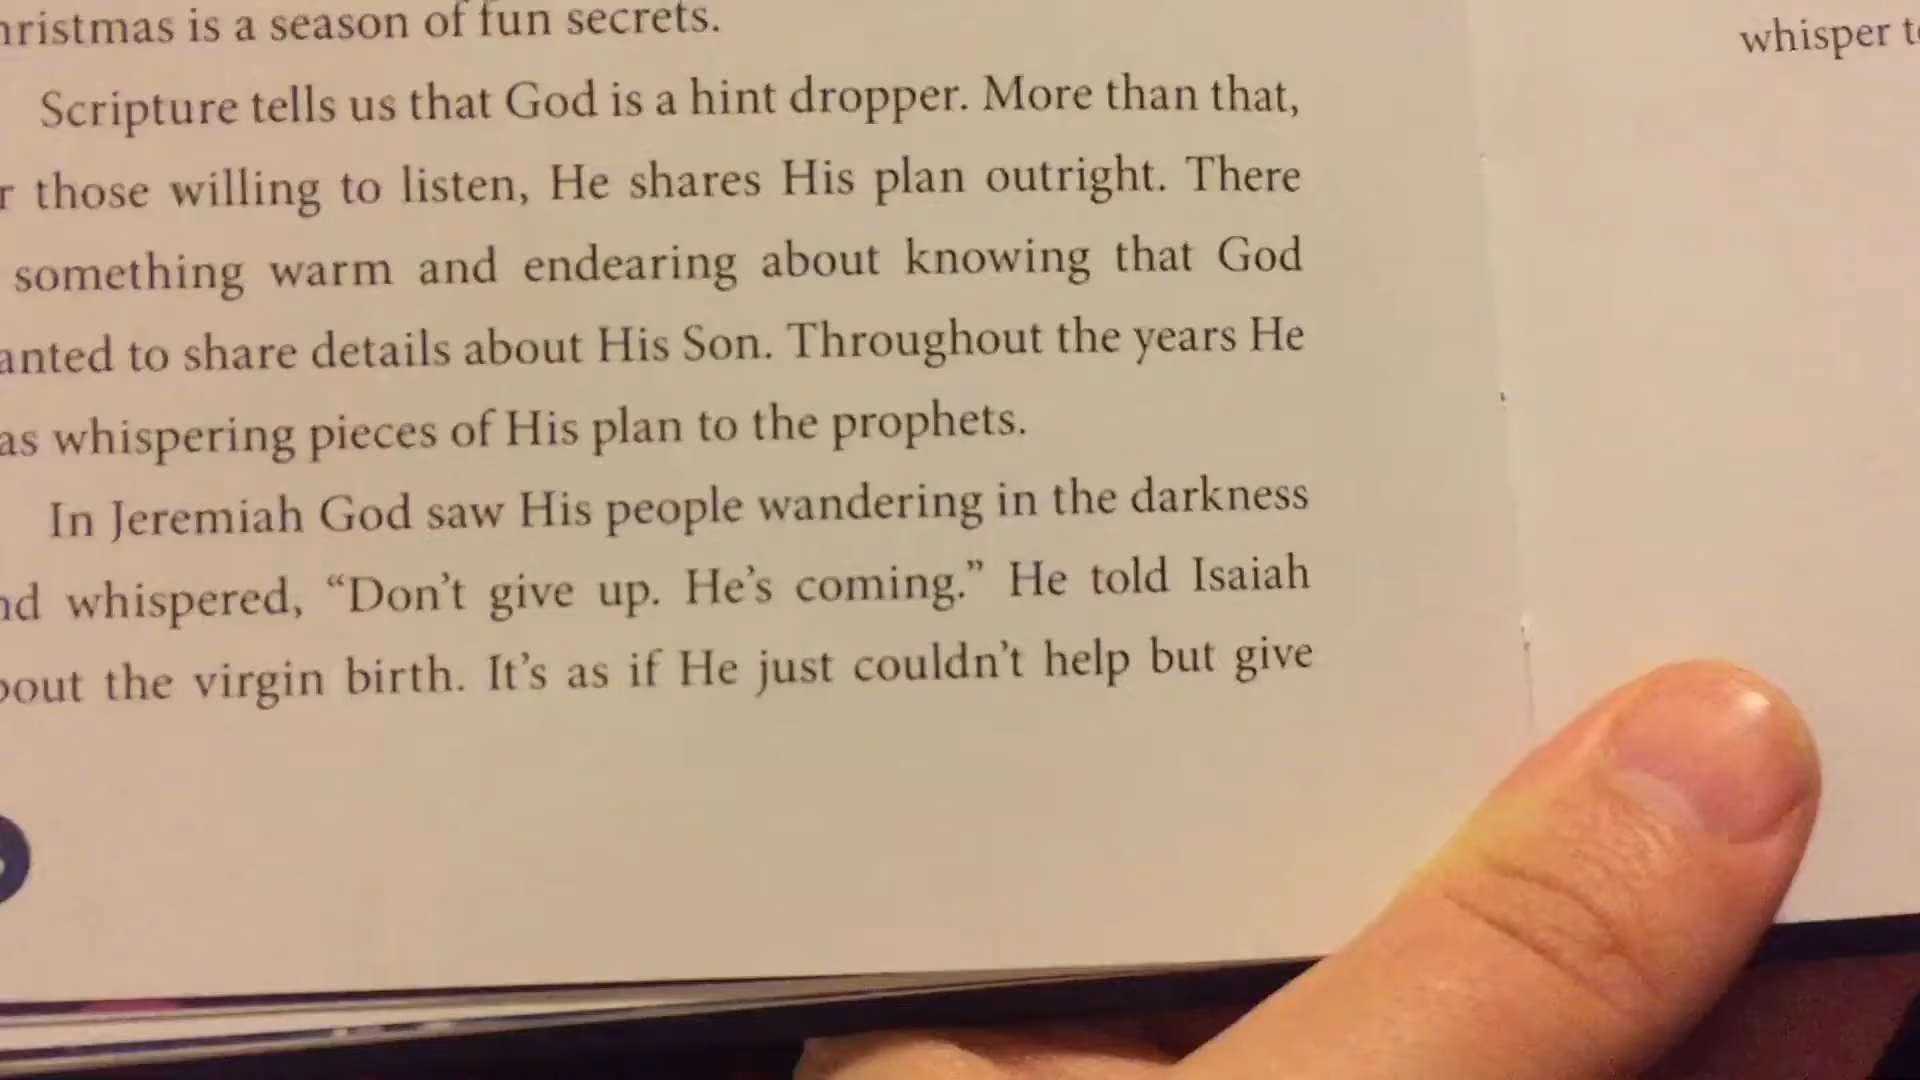 hristmas is a season of fun secrets.
Scripture tells us that God is a hint dropper. More than that,
r those willing to listen, He shares His plan outright. There
something warm and endearing about knowing that God
anted to share details about His Son. Throughout the years He
as whispering pieces of His plan to the prophets.
In Jeremiah God saw His people wandering in the darkness
nd whispered, “Don’t give up. He’s coming.” He told Isaiah
bout the virgin birth. It’s as if He just couldn’t help but give
whisper t